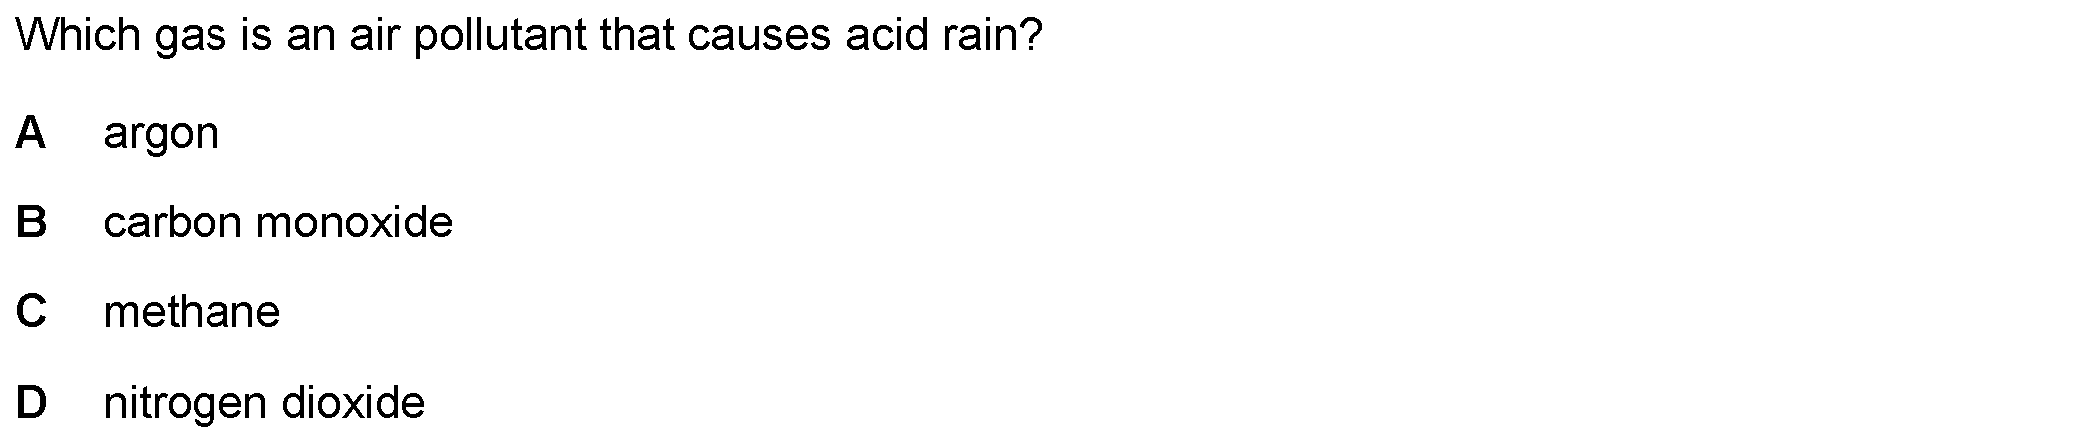 Which gas is an air pollutant that causes acid rain?
A argon
B carbon monoxide
C methane
D nitrogen dioxide